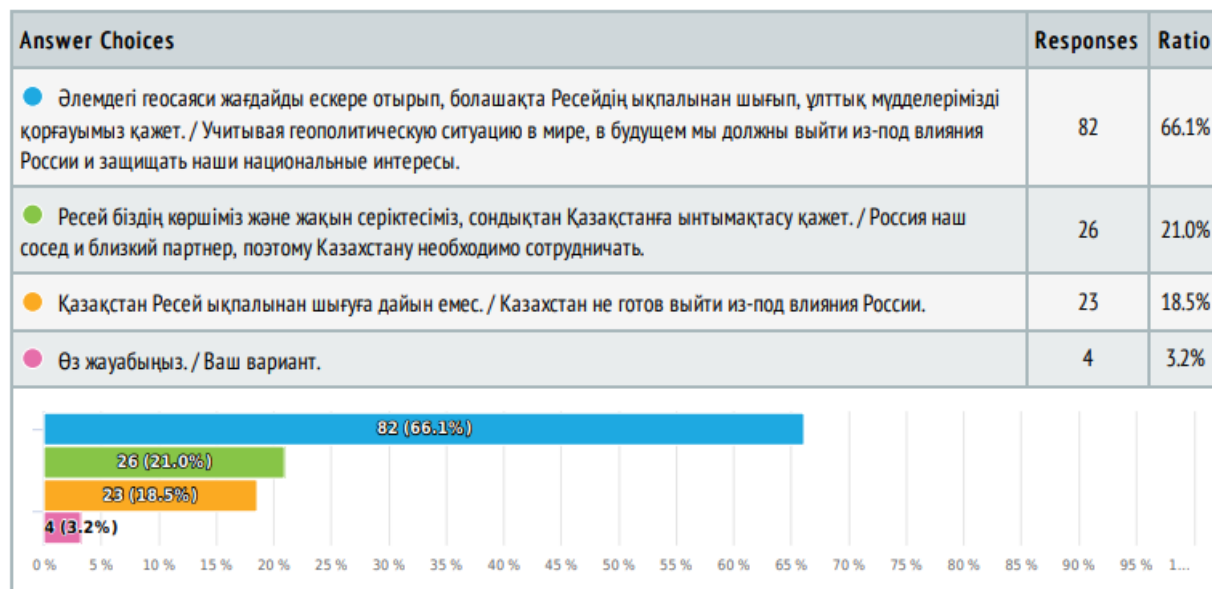 Answer Choices Responses Ratio
Әлемдегі геосаяси жағдайды ескере отырып, болашақта Ресейдің ықпалынан шығып, ұлттық мүдделерімізді
қорғауымыз қажет. / Учитывая геополитическую ситуацию в мире, в будущем мы должны выйти из-под влияния
России и защищать наши национальные интересы.
82 66.1%
Ресей біздің көршіміз және жақын серіктесіміз, сондықтан Қазақстанға ынтымақтасу қажет. / Россия наш
сосед и близкий партнер, поэтому Казахстану необходимо сотрудничать.
26 21.0%
Қазақстан Ресей ықпалынан шығуға дайын емес. / Казахстан не готов выйти из-под влияния России. 23 18.5%
Өз жауабыңыз. / Ваш вариант. 4 3.2%
82 (66.1%)
26 (21.0%)
23 (18.5%)
4 (3.2%)
0 % 5 % 10 % 15 % 20 % 25 % 30 % 35 % 40 % 45 % 50 % 55 % 60 % 65 % 70 % 75 % 80 % 85 % 90 % 95 % 1...